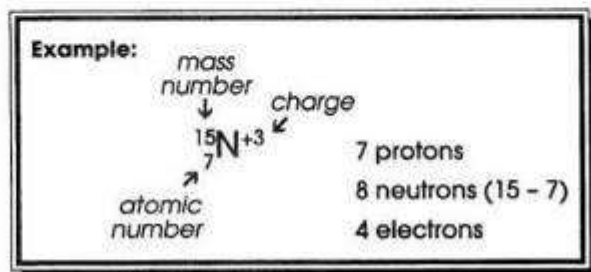 Example:
mass
number
charge
15
7 N +3
7 protons
8 neutrons (15 – 7)
atomic
number
4 electrons